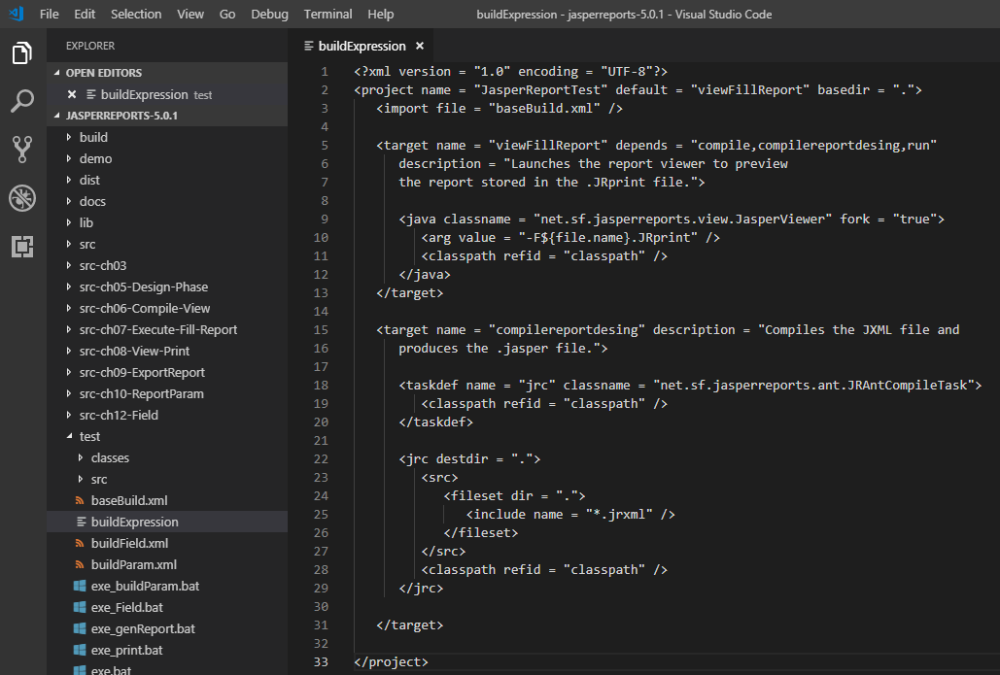 File Edit Selection View Go Debug Terminal Help buildExpression - jasperreports-5.0.1 - Visual Studio Code
EXPLORER
OPEN EDITORS
buildExpression test
JASPERREPORTS-5.0.1
build
demo
dist
docs
lib
src
src-ch03
src-ch05-Design-Phase
src-ch06-Compile-View
src-ch07-Execute-Fill-Report
src-ch08-View-Print
src-ch09-ExportReport
src-ch10-ReportParam
src-ch12-Field
test
classes
src
baseBuild.xml
buildExpression
buildField.xml
buildParam.xml
exe_buildParam.bat
exe_Field.bat
exe_genReport.bat
exe_print.bat
exe.bat
buildExpression
1 <?xml version = "1.0" encoding = "UTF-8"?>
2 <project name = "JasperReportTest" default = "viewFillReport" basedir = ".">
3 <import file = "baseBuild.xml" />
4
5 <target name = "viewFillReport" depends = "compile,compilereportdesing,run"
6 description = "Launches the report viewer to preview
7 the report stored in the .JRprint file.">
8
9 <java classname = "net.sf.jasperreports.view.JasperViewer" fork = "true">
10 <arg value = "-F${file.name}.JRprint" />
11 <classpath refid = "classpath" />
12 </java>
13 </target>
14
15 <target name = "compilereportdesing" description = "Compiles the JXML file and
16 produces the .jasper file.">
17
18 <taskdef name = "jrc" classname = "net.sf.jasperreports.ant.JRAntCompileTask">
19 <classpath refid = "classpath" />
20 </taskdef>
21
22 <jrc destdir = ".">
23 <src>
24 <fileset dir = ".">
25 <include name = "*.jrxml" />
26 </fileset>
27 </src>
28 <classpath refid = "classpath" />
29 </jrc>
30
31 </target>
32
33 </project>